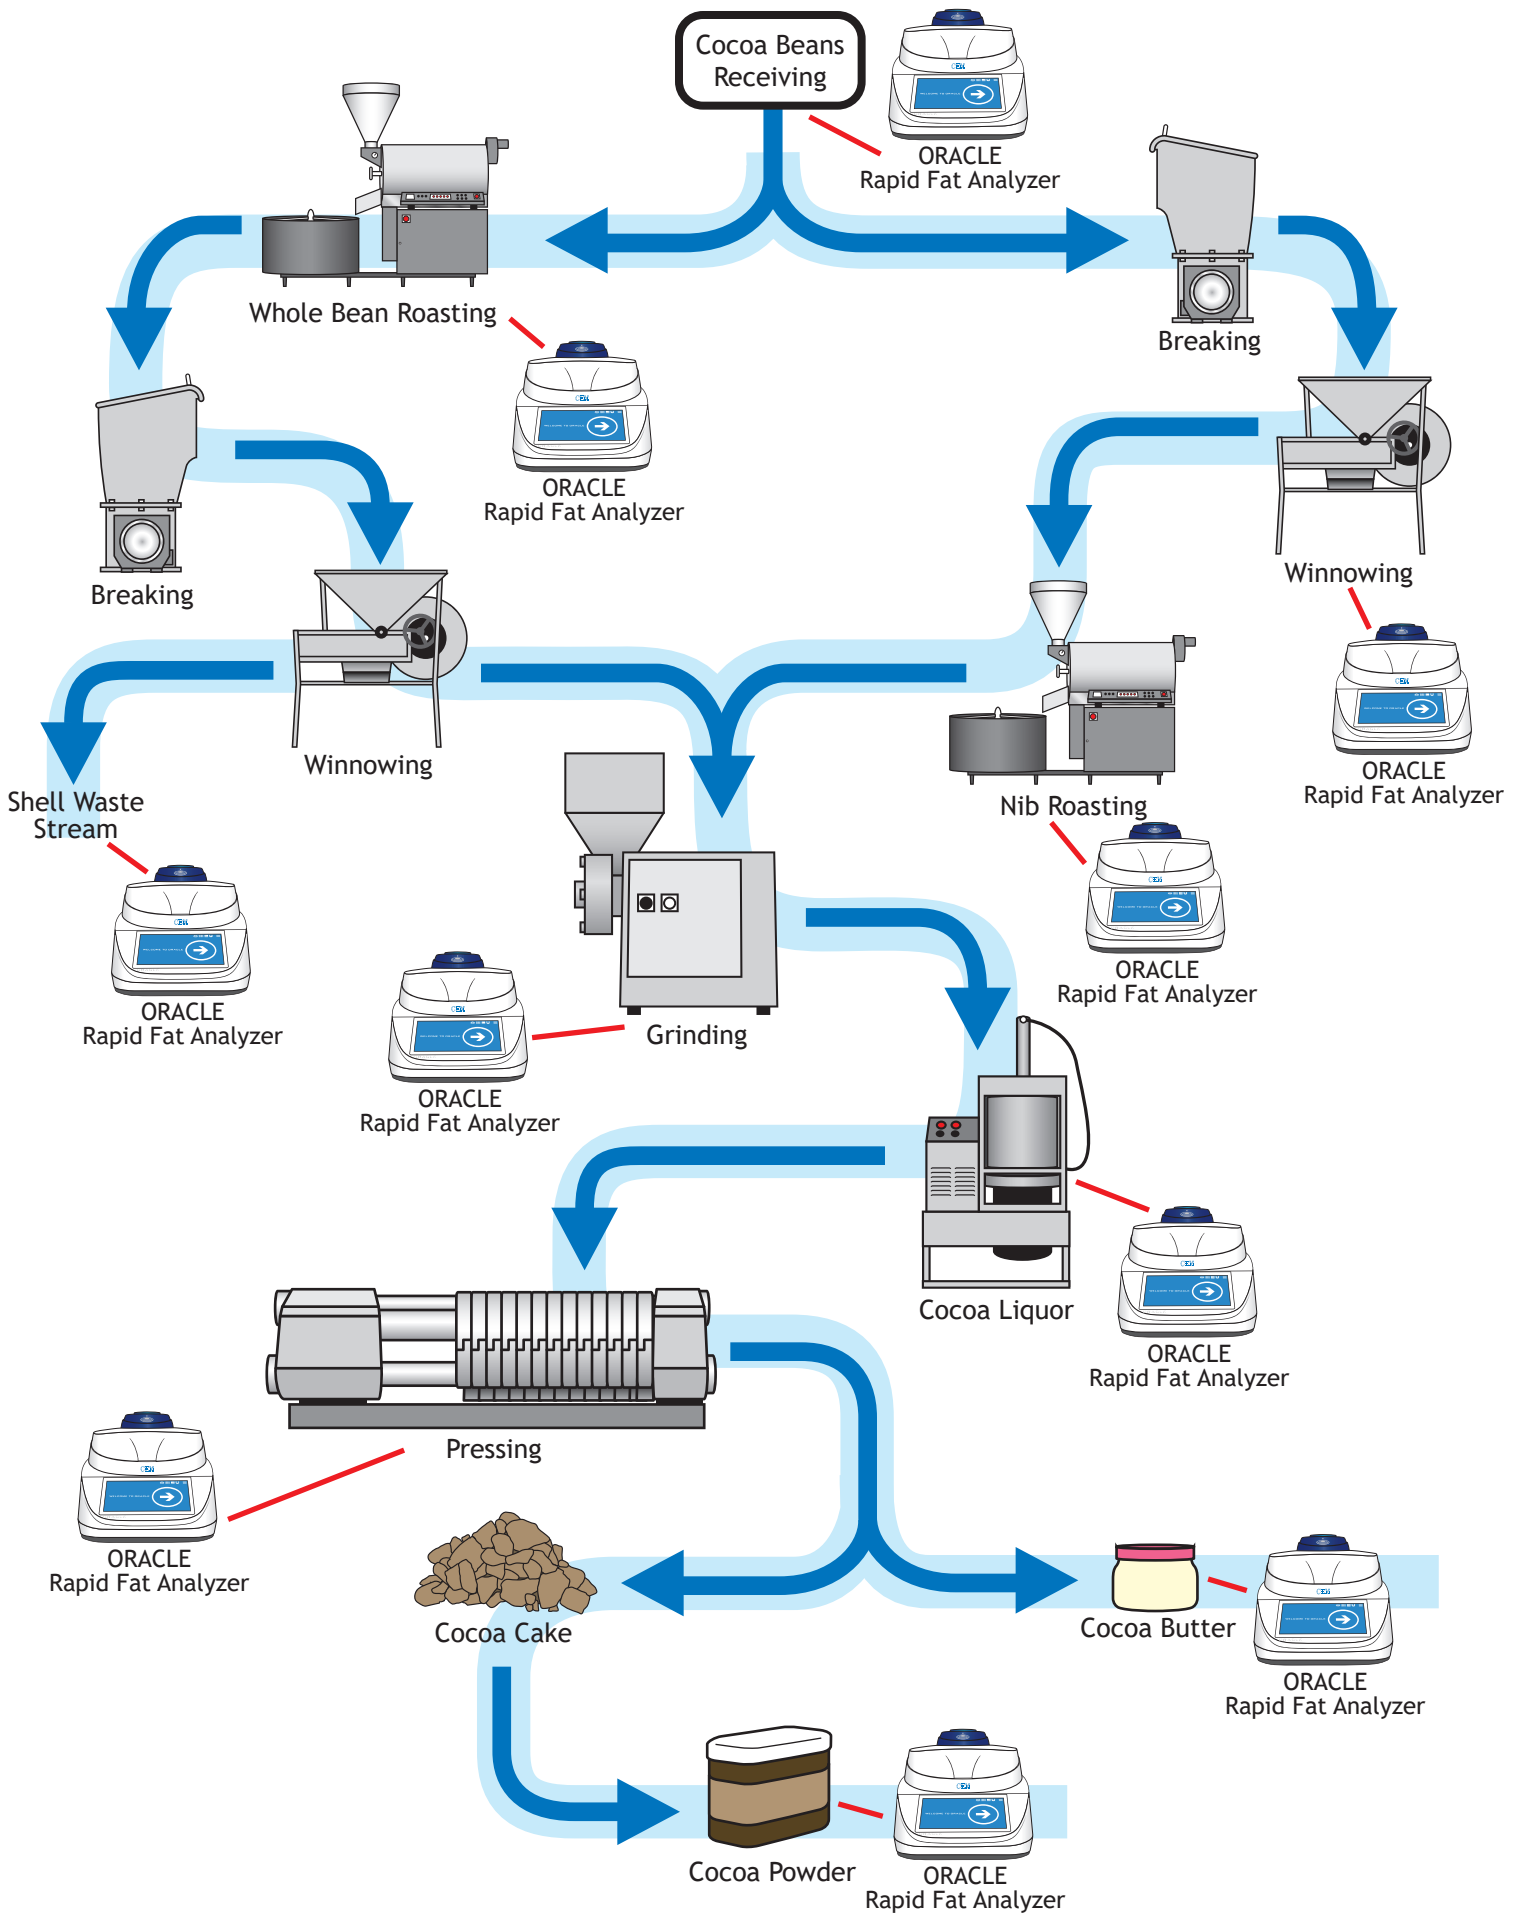 Cocoa Beans
Receiving
ORACLE
Rapid Fat Analyzer
Whole Bean Roasting
Breaking
ORACLE
Rapid Fat Analyzer
Breaking
Winnowing
Winnowing
ORACLE
Rapid Fat Analyzer
Shell Waste
Stream
Nib Roasting
ORACLE
Rapid Fat Analyzer
ORACLE
Rapid Fat Analyzer
Grinding
ORACLE
Rapid Fat Analyzer
Cocoa Liquor
ORACLE
Rapid Fat Analyzer
Pressing
ORACLE
Rapid Fat Analyzer
Cocoa Cake
Cocoa Butter
ORACLE
Rapid Fat Analyzer
Cocoa Powder
ORACLE
Rapid Fat Analyzer